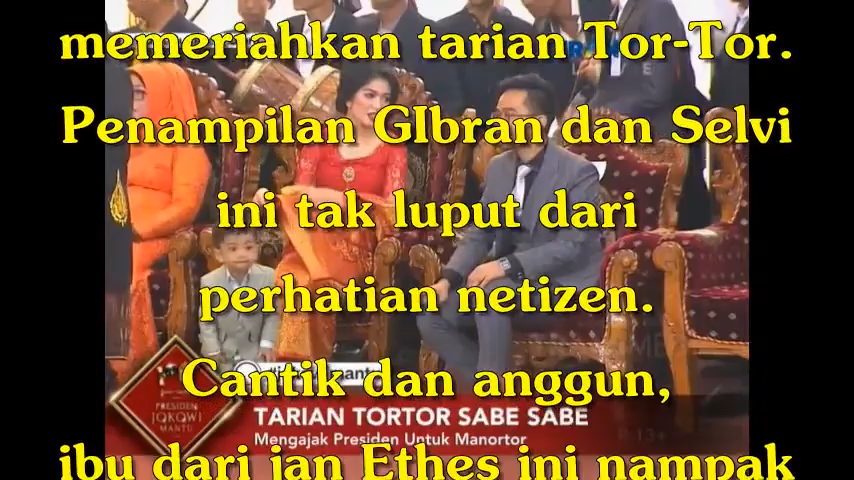 memeriahkan tarian Tor-Tor.
Penampilan GIbran dan Selvi
ini tak luput dari
perhatian netizen.
Cantik dan anggun,
PRESIDEN
JOKOWI
MANTU
TARIAN TORTOR SABE SABE
Mengajak Presiden Untuk Manortor
ibu dari jan Ethes ini nampak